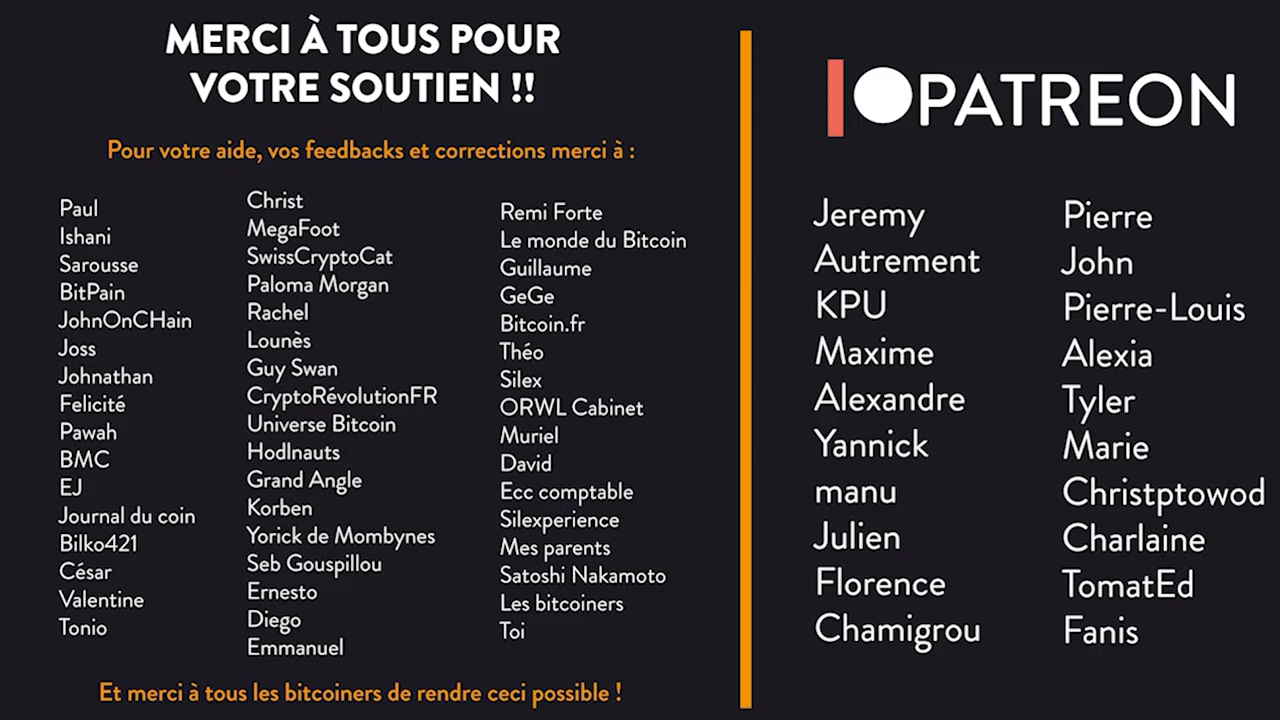 MERCI À TOUS POUR
VOTRE SOUTIEN !!
Pour votre aide, vos feedbacks et corrections merci à :
Paul
Ishani
Sarousse
BitPain
JohnOnCHain
Joss
Johnathan
Felicité
Pawah
BMC
EJ
Journal du coin
Bilko421
César
Valentine
Tonio
Christ
MegaFoot
SwissCryptoCat
Paloma Morgan
Rachel
Lounès
Guy Swan
CryptoRévolutionFR
Universe Bitcoin
Hodlnauts
Grand Angle
Korben
Yorick de Mombynes
Seb Gouspillou
Ernesto
Diego
Emmanuel
Remi Forte
Le monde du Bitcoin
Guillaume
GeGe
Bitcoin.fr
Théo
Silex
ORWL Cabinet
Muriel
David
Ecc comptable
Silexperience
Mes parents
Satoshi Nakamoto
Les bitcoiners
Toi
Et merci à tous les bitcoiners de rendre ceci possible !
PATREON
Jeremy
Autrement
KPU
Maxime
Alexandre
Yannick
manu
Julien
Florence
Chamigrou
Pierre
John
Pierre-Louis
Alexia
Tyler
Marie
Christptowod
Charlaine
TomatEd
Fanis